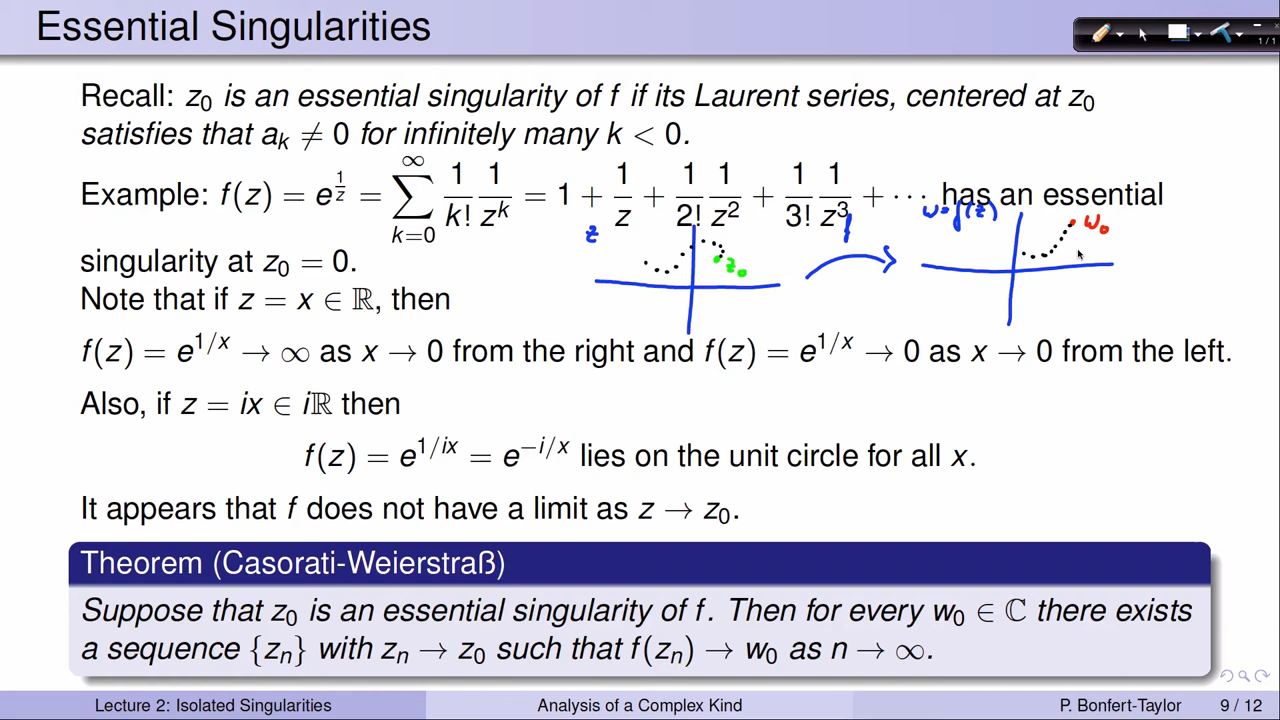 Essential Singularities
1/1
Recall: z₀ is an essential singularity of f if its Laurent series, centered at z₀
satisfies that aₖ ≠ 0 for infinitely many k < 0.
Example: f(z) = e^{1/z} = ∑_{k=0}^{∞} 1/k! 1/zᵏ = 1 + 1/z + 1/2! 1/z² + 1/3! 1/z³ + ⋯ has an essential
z f w=f(z) w₀
z₀
singularity at z₀ = 0.
Note that if z = x ∈ ℝ, then
f(z) = e^{1/x} → ∞ as x → 0 from the right and f(z) = e^{1/x} → 0 as x → 0 from the left.
Also, if z = ix ∈ iℝ then
f(z) = e^{1/ix} = e^{−i/x} lies on the unit circle for all x.
It appears that f does not have a limit as z → z₀.
Theorem (Casorati-Weierstraß)
Suppose that z₀ is an essential singularity of f. Then for every w₀ ∈ ℂ there exists
a sequence {zₙ} with zₙ → z₀ such that f(zₙ) → w₀ as n → ∞.
Lecture 2: Isolated Singularities Analysis of a Complex Kind P. Bonfert-Taylor 9 / 12